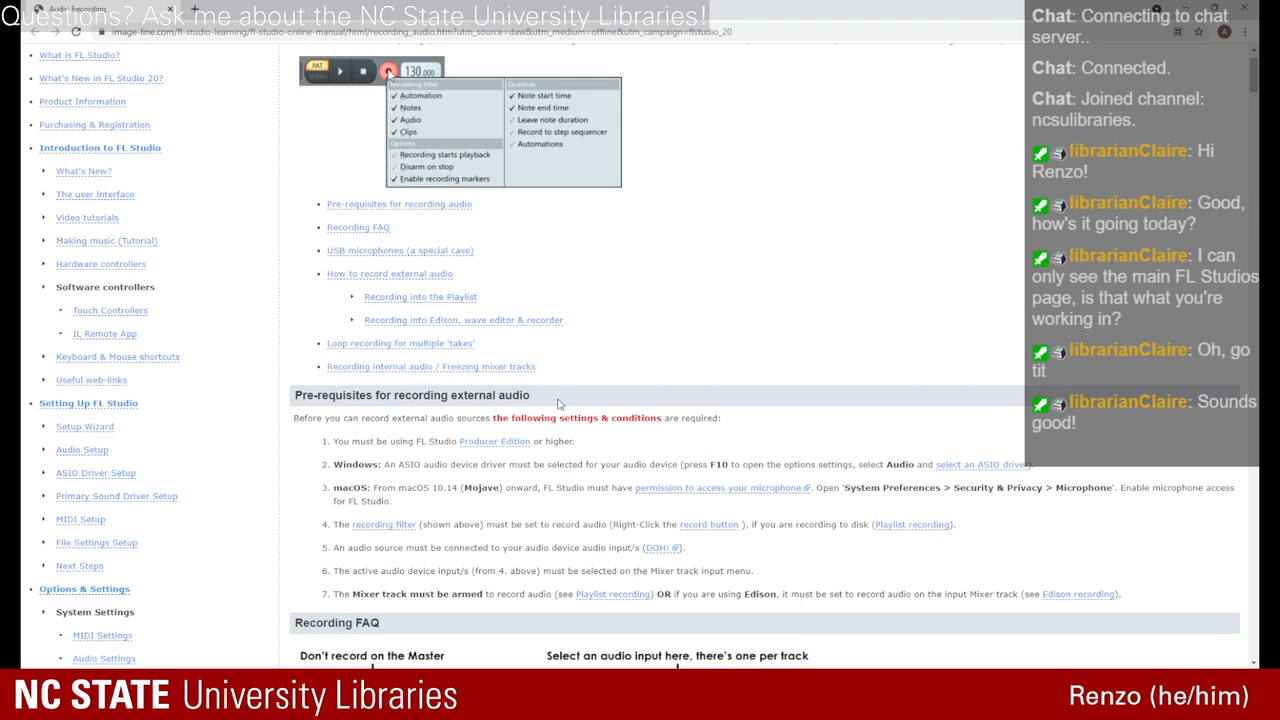 Questions? Ask me about the NC State University Libraries!
Audio Recording
image-line.com/fl-studio-learning/fl-studio-online-manual/html/recording_audio.htm?utm_source=daw&utm_medium=offline&utm_campaign=flstudio_20
What is FL Studio?
What's New in FL Studio 20?
Product Information
Purchasing & Registration
Introduction to FL Studio
What's New?
The user interface
Video tutorials
Making music (Tutorial)
Hardware controllers
Software controllers
Touch Controllers
IL Remote App
Keyboard & Mouse shortcuts
Useful web-links
Setting Up FL Studio
Setup Wizard
Audio Setup
ASIO Driver Setup
Primary Sound Driver Setup
MIDI Setup
File Settings Setup
Next Steps
Options & Settings
System Settings
MIDI Settings
Audio Settings
PAT
SONG
130.000
Recording filter
Automation
Notes
Audio
Clips
Options
Recording starts playback
Disarm on stop
Enable recording markers
Quantize
Note start time
Note end time
Leave note duration
Record to step sequencer
Automations
Pre-requisites for recording audio
Recording FAQ
USB microphones (a special case)
How to record external audio
Recording into the Playlist
Recording into Edison, wave editor & recorder
Loop recording for multiple 'takes'
Recording internal audio / Freezing mixer tracks
Pre-requisites for recording external audio
Before you can record external audio sources the following settings & conditions are required:
1. You must be using FL Studio Producer Edition or higher.
2. Windows: An ASIO audio device driver must be selected for your audio device (press F10 to open the options settings, select Audio and select an ASIO driver).
3. macOS: From macOS 10.14 (Mojave) onward, FL Studio must have permission to access your microphone. Open 'System Preferences > Security & Privacy > Microphone'. Enable microphone access
for FL Studio.
4. The recording filter (shown above) must be set to record audio (Right-Click the record button ), if you are recording to disk (Playlist recording).
5. An audio source must be connected to your audio device audio input/s (DOH!).
6. The active audio device input/s (from 4. above) must be selected on the Mixer track input menu.
7. The Mixer track must be armed to record audio (see Playlist recording) OR if you are using Edison, it must be set to record audio on the input Mixer track (see Edison recording).
Recording FAQ
Don't record on the Master
Select an audio input here, there's one per track
Chat: Connecting to chat
server..
Chat: Connected.
Chat: Joined channel:
ncsulibraries.
librarianClaire: Hi
Renzo!
librarianClaire: Good,
how's it going today?
librarianClaire: I can
only see the main FL Studios
page, is that what you're
working in?
librarianClaire: Oh, go
tit
librarianClaire: Sounds
good!
NC STATE University Libraries
Renzo (he/him)